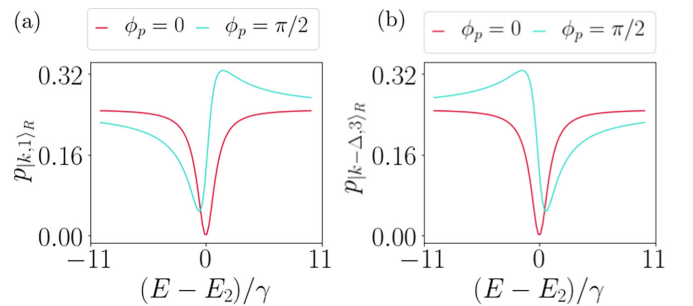 (a)
ϕ_p = 0 ϕ_p = π/2
0.32
0.16
0.00
p_{|k,1⟩_R}
−11 0 11
(E − E_2)/γ
(b)
ϕ_p = 0 ϕ_p = π/2
0.32
0.16
0.00
p_{|k−Δ,3⟩_R}
−11 0 11
(E − E_2)/γ